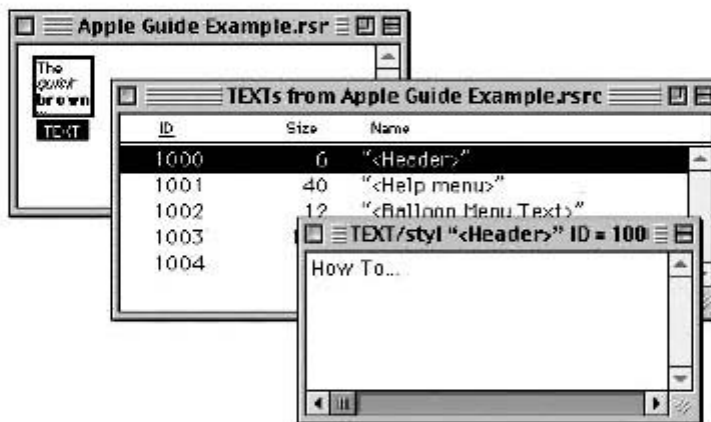 Apple Guide Example.rsr
The
quick
brown
TEXT
TEXTs from Apple Guide Example.rsrc
ID Size Name
1000 6 "<Header>"
1001 40 "<Help menu>"
1002 12 "<Balloon Menu Text>"
1003
1004
TEXT/styl "<Header>" ID = 100
How To...